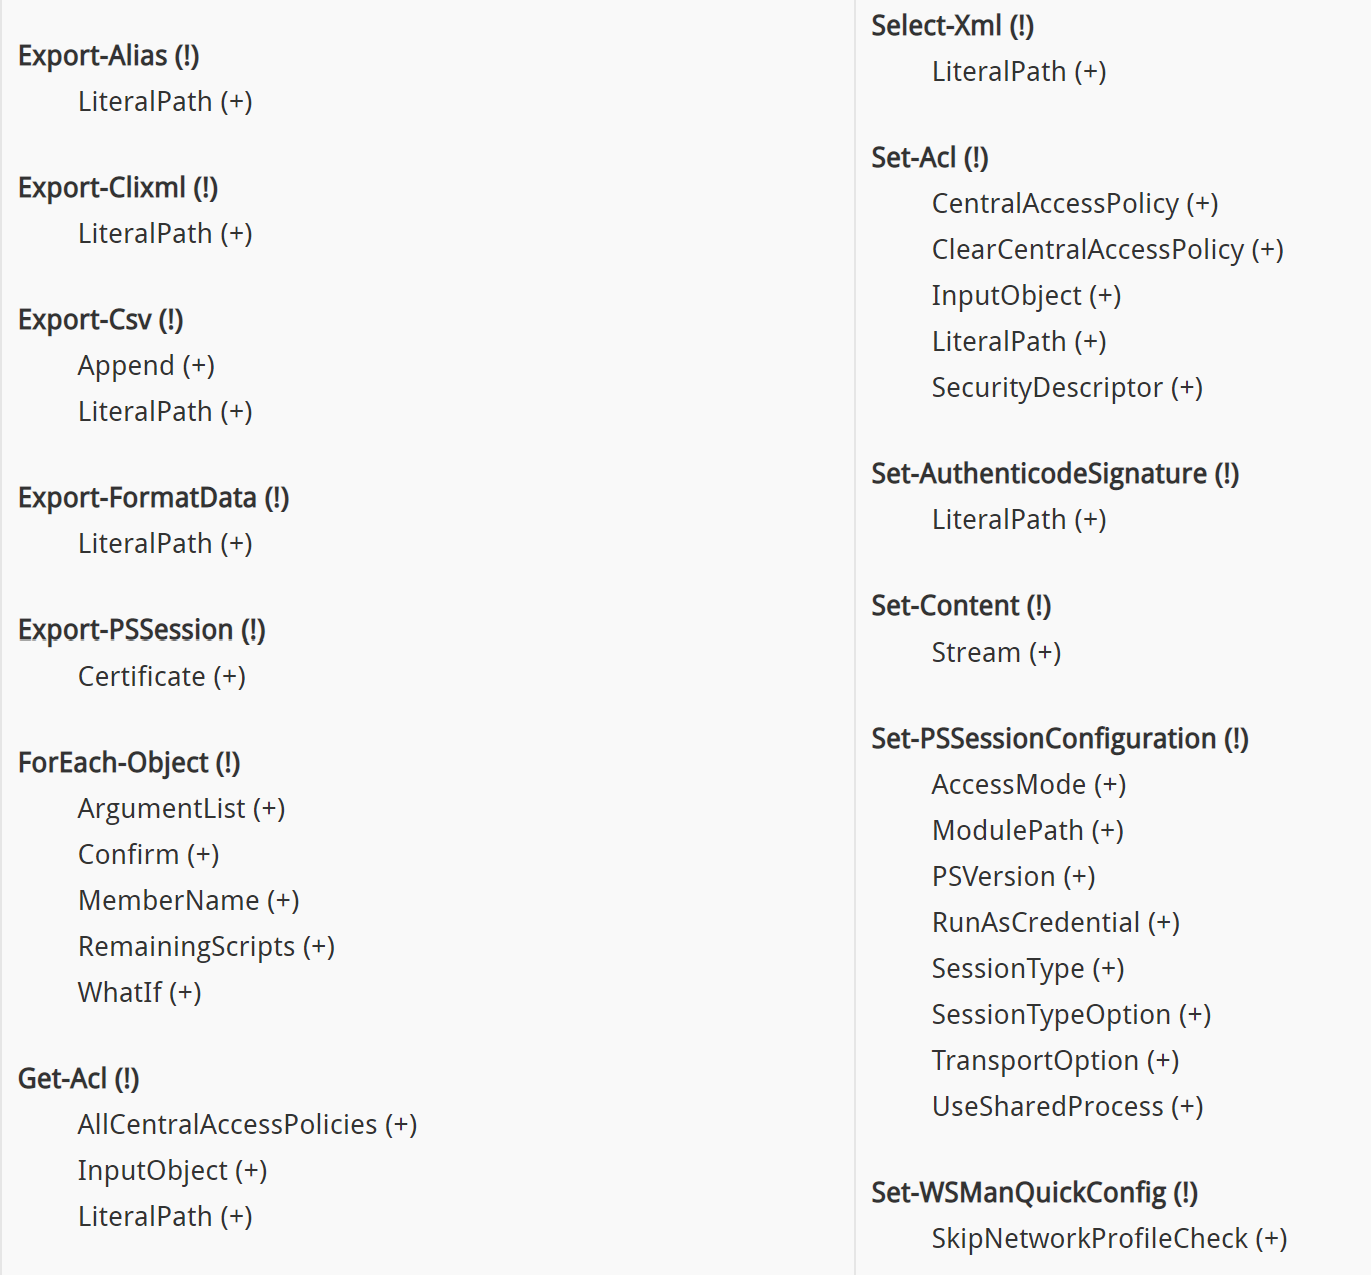 Export-Alias (!)
LiteralPath (+)
Export-Clixml (!)
LiteralPath (+)
Export-Csv (!)
Append (+)
LiteralPath (+)
Export-FormatData (!)
LiteralPath (+)
Export-PSSession (!)
Certificate (+)
ForEach-Object (!)
ArgumentList (+)
Confirm (+)
MemberName (+)
RemainingScripts (+)
WhatIf (+)
Get-Acl (!)
AllCentralAccessPolicies (+)
InputObject (+)
LiteralPath (+)
Select-Xml (!)
LiteralPath (+)
Set-Acl (!)
CentralAccessPolicy (+)
ClearCentralAccessPolicy (+)
InputObject (+)
LiteralPath (+)
SecurityDescriptor (+)
Set-AuthenticodeSignature (!)
LiteralPath (+)
Set-Content (!)
Stream (+)
Set-PSSessionConfiguration (!)
AccessMode (+)
ModulePath (+)
PSVersion (+)
RunAsCredential (+)
SessionType (+)
SessionTypeOption (+)
TransportOption (+)
UseSharedProcess (+)
Set-WSManQuickConfig (!)
SkipNetworkProfileCheck (+)